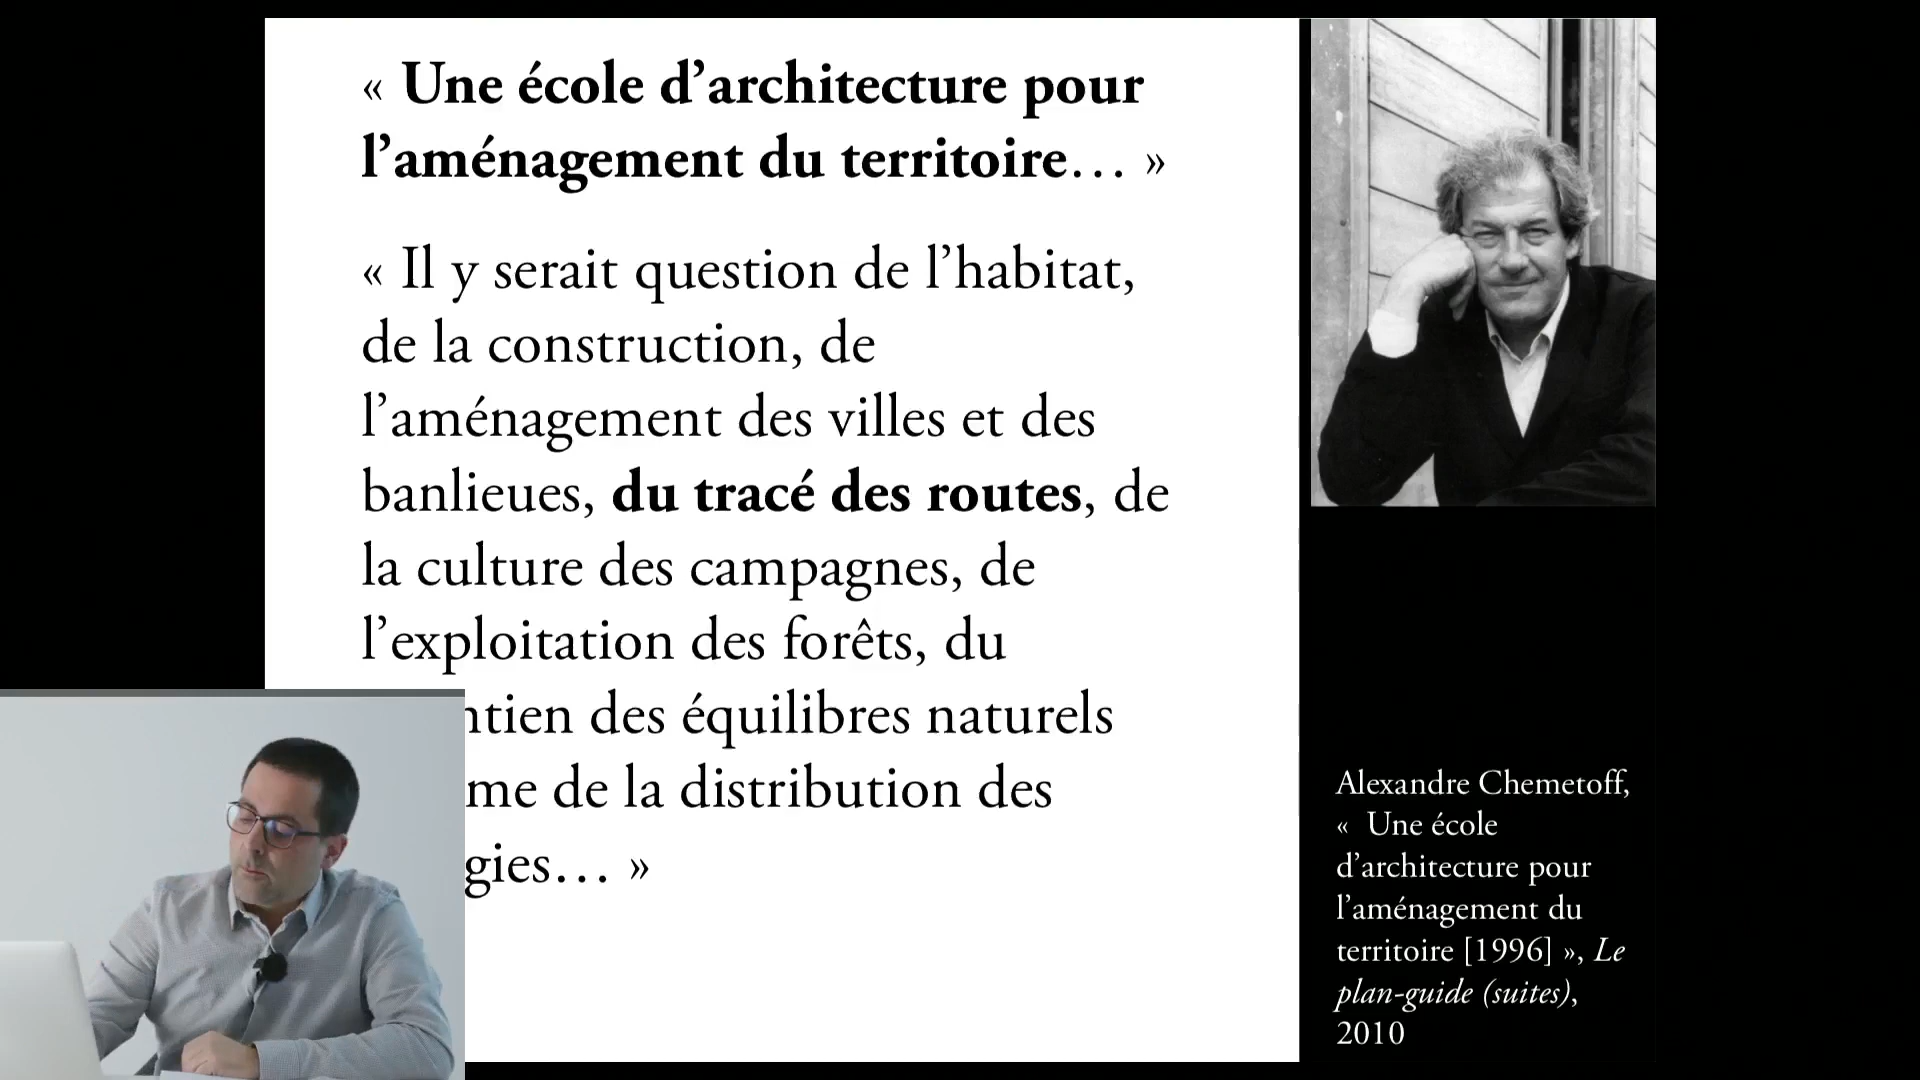 « Une école d’architecture pour
l’aménagement du territoire… »
« Il y serait question de l’habitat,
de la construction, de
l’aménagement des villes et des
banlieues, du tracé des routes, de
la culture des campagnes, de
l’exploitation des forêts, du
des équilibres naturels
de la distribution des
… »
Alexandre Chemetoff,
« Une école
d’architecture pour
l’aménagement du
territoire [1996] », Le
plan-guide (suites),
2010